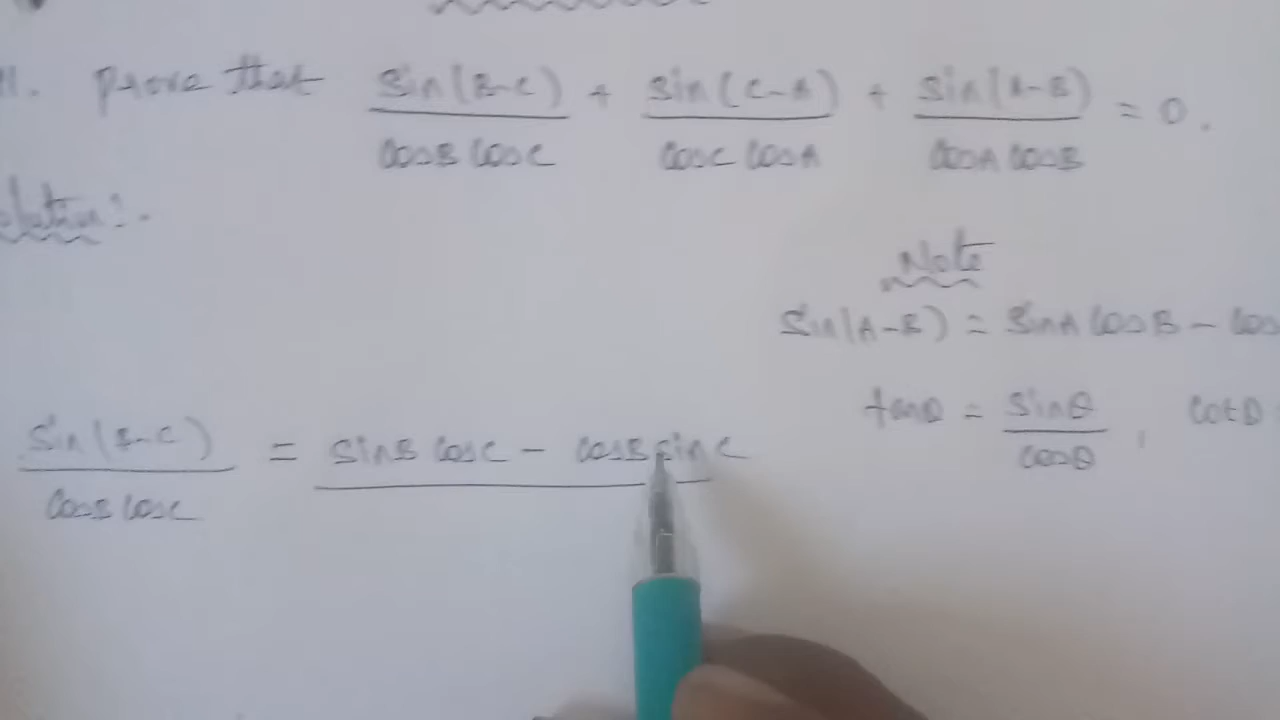 11. Prove that sin(B-C)/cosB cosC + sin(C-A)/cosC cosA + sin(A-B)/cosA cosB = 0.
Solution:-
Note
sin(A-B) = sinA cosB - cos
tanθ = sinθ/cosθ, cotθ
sin(B-C)/cosB cosC = sinB cosC - cosB sinC